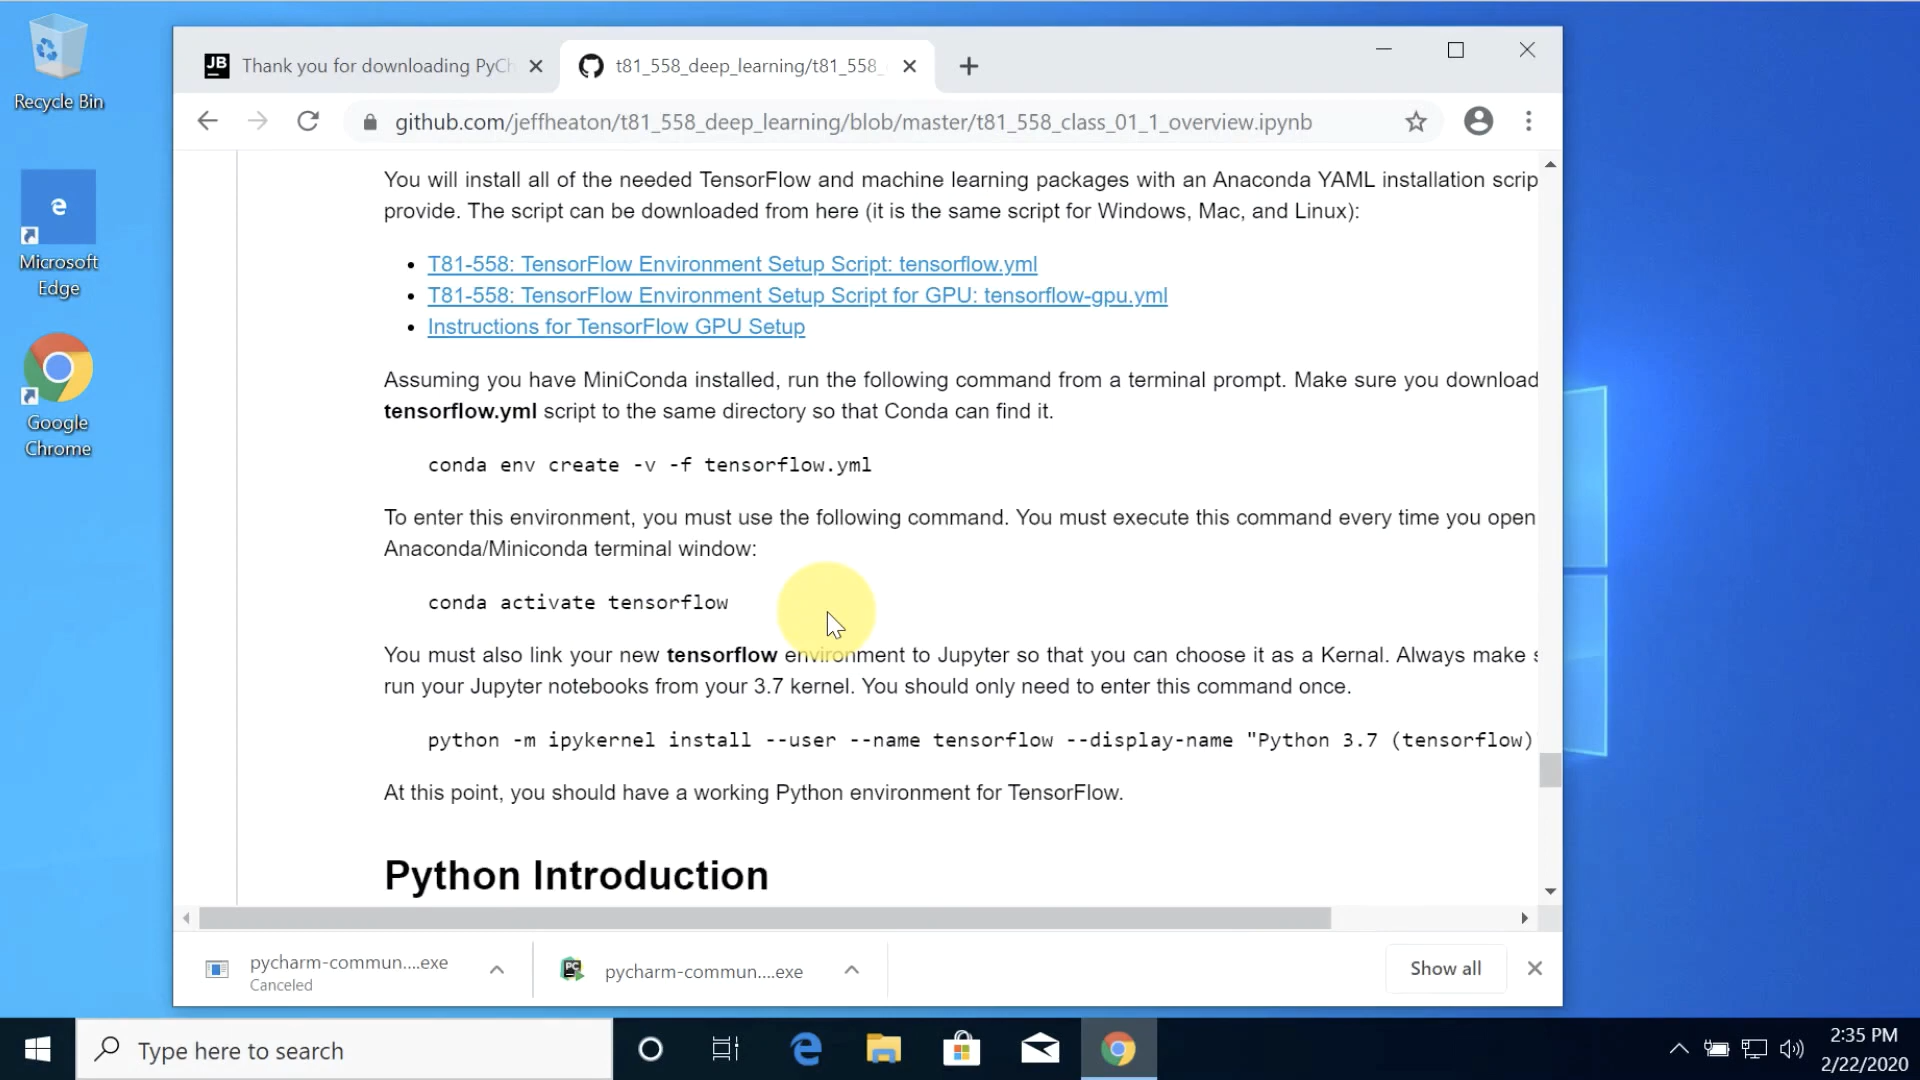 Recycle Bin
Microsoft
Edge
Google
Chrome
JB
Thank you for downloading PyCh
t81_558_deep_learning/t81_558_
github.com/jeffheaton/t81_558_deep_learning/blob/master/t81_558_class_01_1_overview.ipynb
You will install all of the needed TensorFlow and machine learning packages with an Anaconda YAML installation scrip
provide. The script can be downloaded from here (it is the same script for Windows, Mac, and Linux):
• T81-558: TensorFlow Environment Setup Script: tensorflow.yml
• T81-558: TensorFlow Environment Setup Script for GPU: tensorflow-gpu.yml
• Instructions for TensorFlow GPU Setup
Assuming you have MiniConda installed, run the following command from a terminal prompt. Make sure you download
tensorflow.yml script to the same directory so that Conda can find it.
conda env create -v -f tensorflow.yml
To enter this environment, you must use the following command. You must execute this command every time you open
Anaconda/Miniconda terminal window:
conda activate tensorflow
You must also link your new tensorflow environment to Jupyter so that you can choose it as a Kernal. Always make s
run your Jupyter notebooks from your 3.7 kernel. You should only need to enter this command once.
python -m ipykernel install --user --name tensorflow --display-name "Python 3.7 (tensorflow)
At this point, you should have a working Python environment for TensorFlow.
Python Introduction
pycharm-commun....exe
Canceled
PC
pycharm-commun....exe
Show all
Type here to search
2:35 PM
2/22/2020